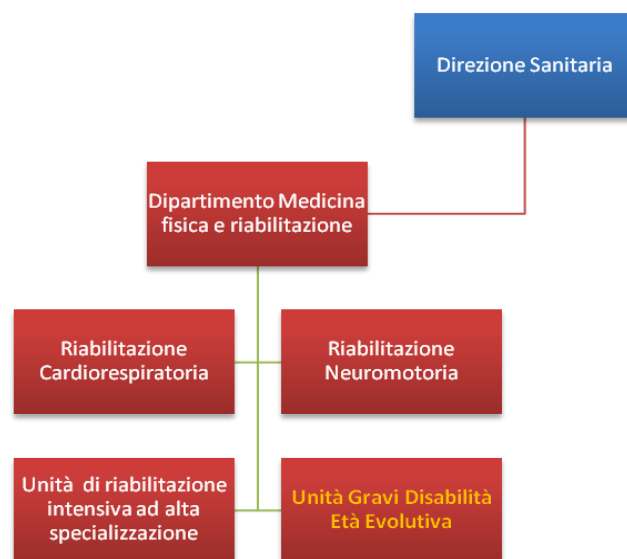 Direzione Sanitaria
Dipartimento Medicina
fisica e riabilitazione
Riabilitazione
Cardiorespiratoria
Riabilitazione
Neuromotoria
Unità di riabilitazione
intensiva ad alta
specializzazione
Unità Gravi Disabilità
Età Evolutiva